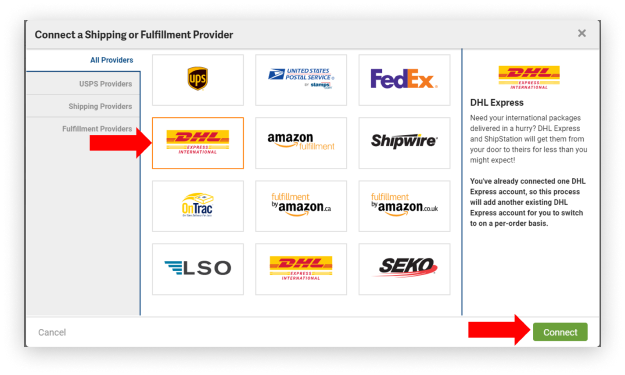 Connect a Shipping or Fulfillment Provider
All Providers
USPS Providers
Shipping Providers
Fulfillment Providers
ups
UNITED STATES
POSTAL SERVICE
BY stamps
FedEx
DHL
EXPRESS
INTERNATIONAL
amazon
fulfillment
Shipwire
OnTrac
fulfillment
by amazon.ca
fulfillment
by amazon.co.uk
LSO
DHL
EXPRESS
INTERNATIONAL
SEKO
DHL
EXPRESS
INTERNATIONAL
DHL Express
Need your international packages
delivered in a hurry? DHL Express
and ShipStation will get them from
your door to theirs for less than you
might expect!
You've already connected one DHL
Express account, so this process
will add another existing DHL
Express account for you to switch
to on a per-order basis.
Cancel
Connect